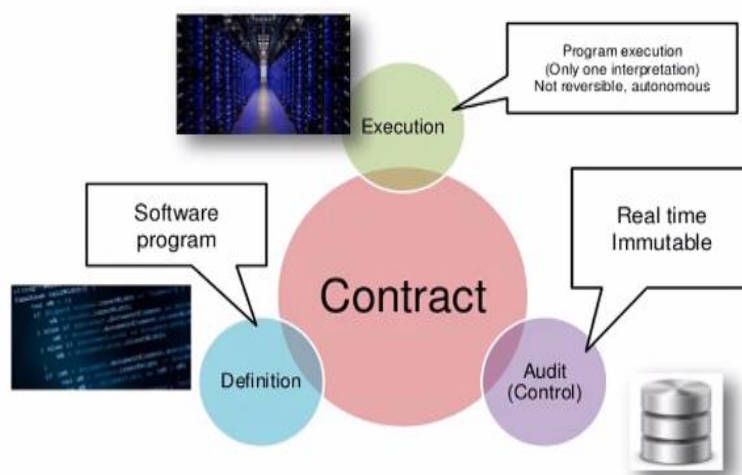 Program execution
(Only one interpretation)
Not reversible, autonomous
Execution
Software
program
Real time
Immutable
Contract
Definition
Audit
(Control)